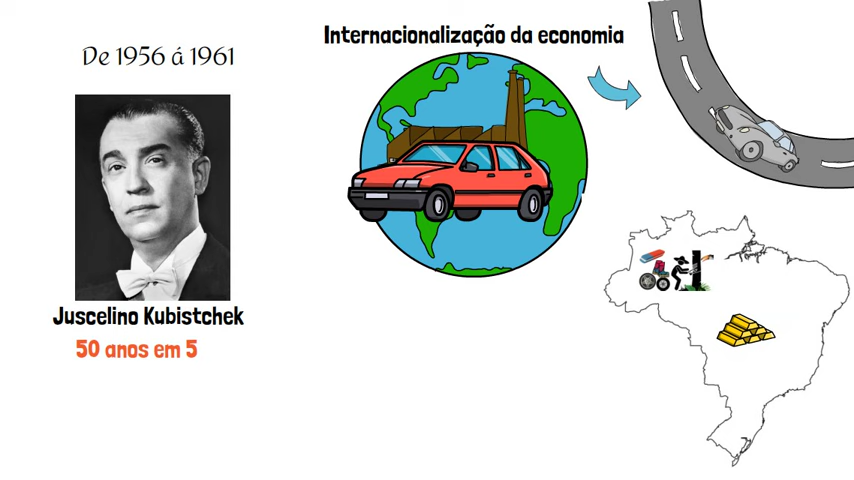 De 1956 á 1961
Internacionalização da economia
Juscelino Kubistchek
50 anos em 5